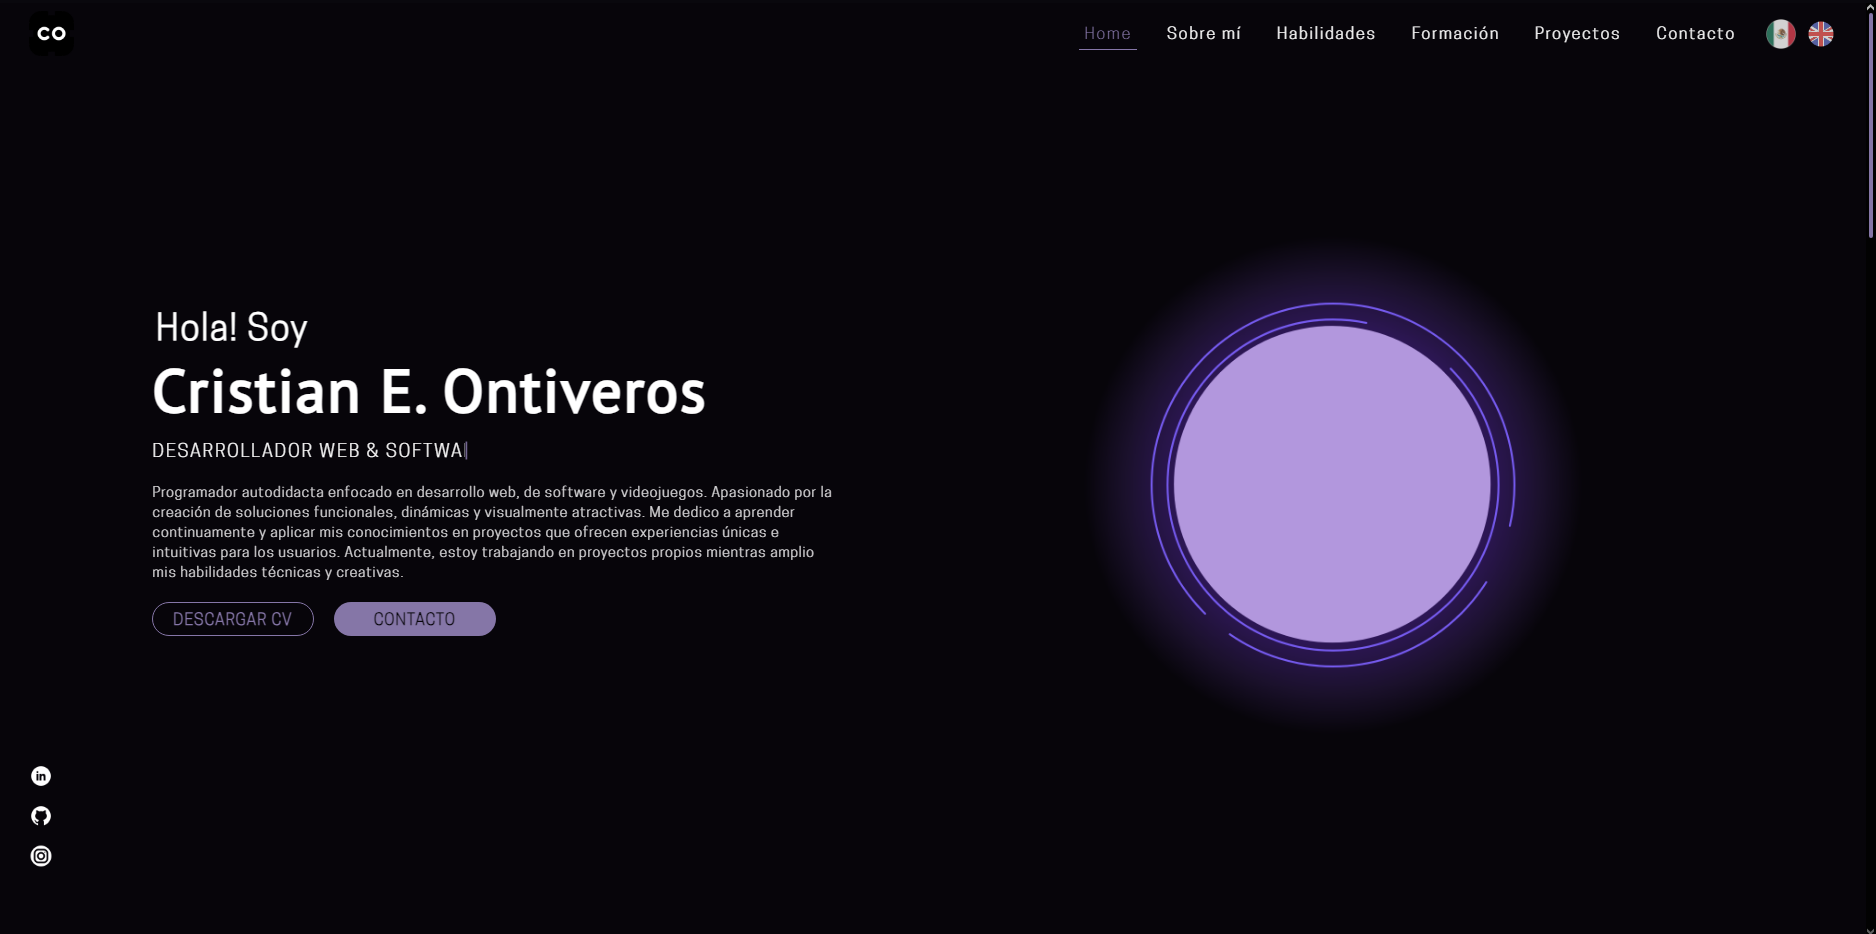 CO
Home Sobre mí Habilidades Formación Proyectos Contacto
Hola! Soy
Cristian E. Ontiveros
DESARROLLADOR WEB & SOFTWA
Programador autodidacta enfocado en desarrollo web, de software y videojuegos. Apasionado por la
creación de soluciones funcionales, dinámicas y visualmente atractivas. Me dedico a aprender
continuamente y aplicar mis conocimientos en proyectos que ofrecen experiencias únicas e
intuitivas para los usuarios. Actualmente, estoy trabajando en proyectos propios mientras amplio
mis habilidades técnicas y creativas.
DESCARGAR CV CONTACTO
in